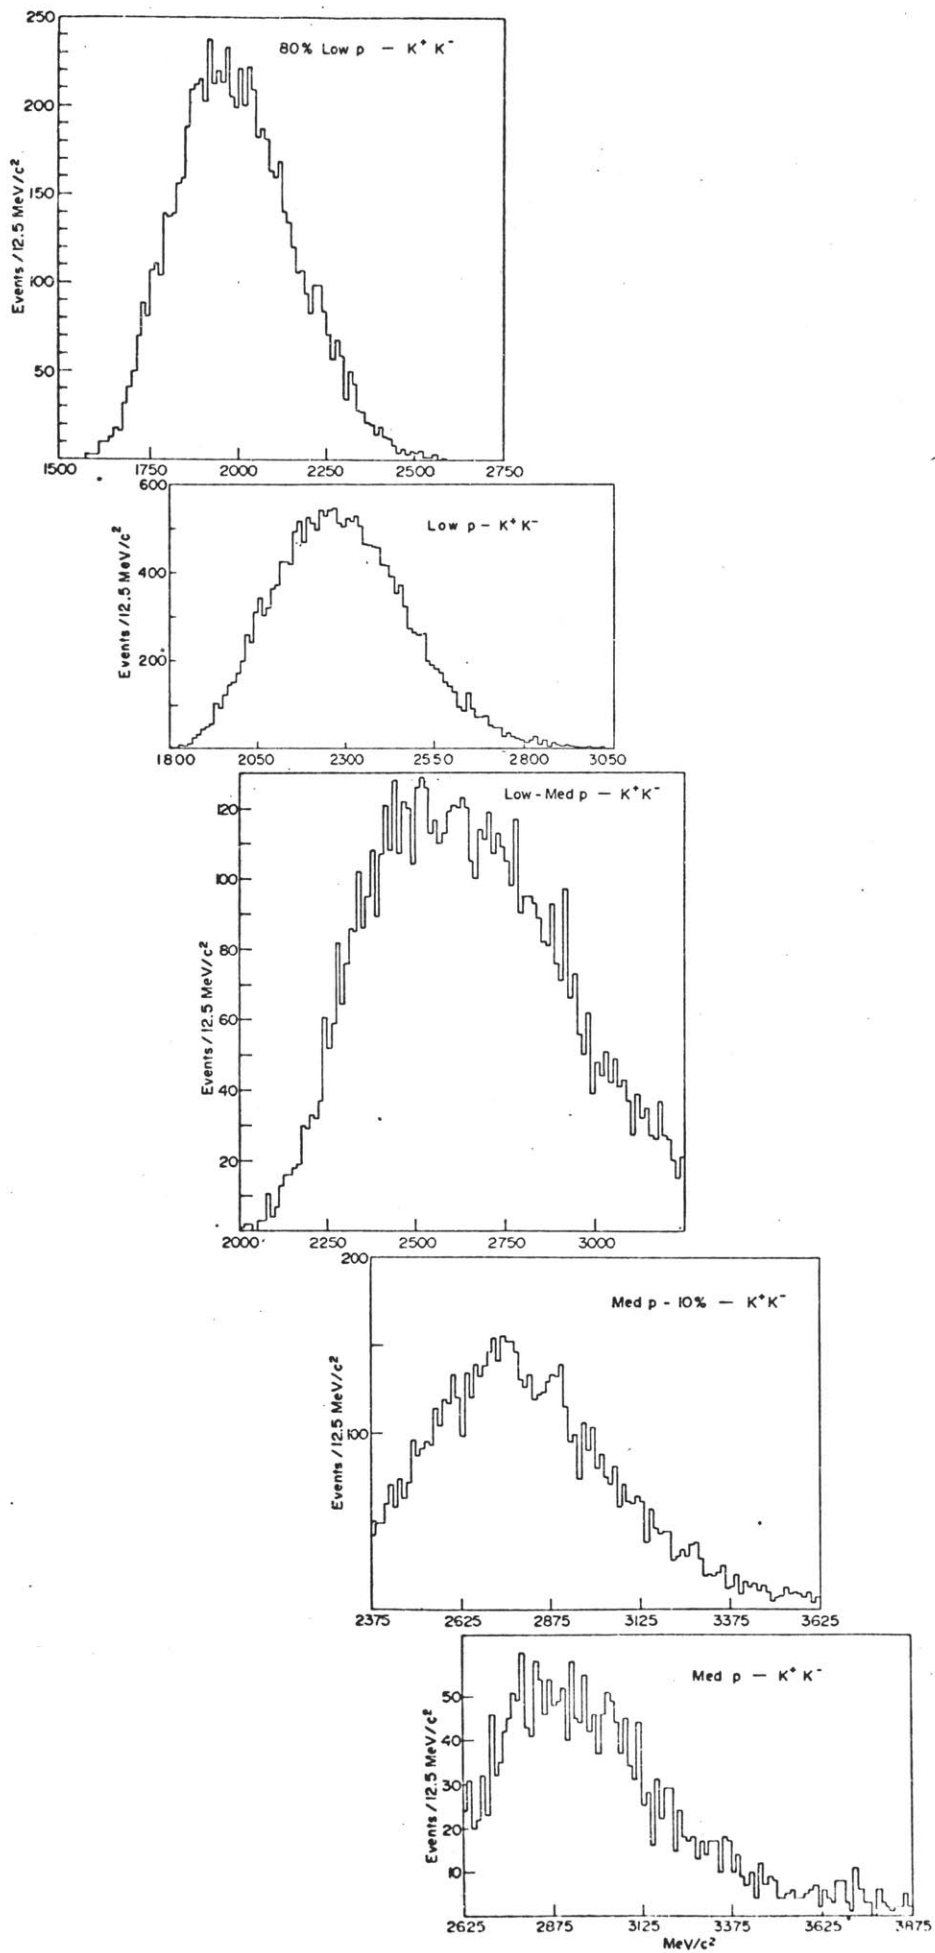 250
80% Low p — K⁺ K⁻
200
150
100
50
Events / 12.5 MeV/c²
1500 1750 2000 2250 2500 2750
600
Low p – K⁺K⁻
400
200
Events / 12.5 MeV/c²
1800 2050 2300 2550 2800 3050
Low - Med p — K⁺K⁻
120
100
80
60
40
20
Events / 12.5 MeV/c²
2000 2250 2500 2750 3000
200
Med p - 10% — K⁺K⁻
100
Events / 12.5 MeV/c²
2375 2625 2875 3125 3375 3625
Med p — K⁺ K⁻
50
40
30
20
10
Events / 12.5 MeV/c²
2625 2875 3125 3375 3625 3875
MeV/c²